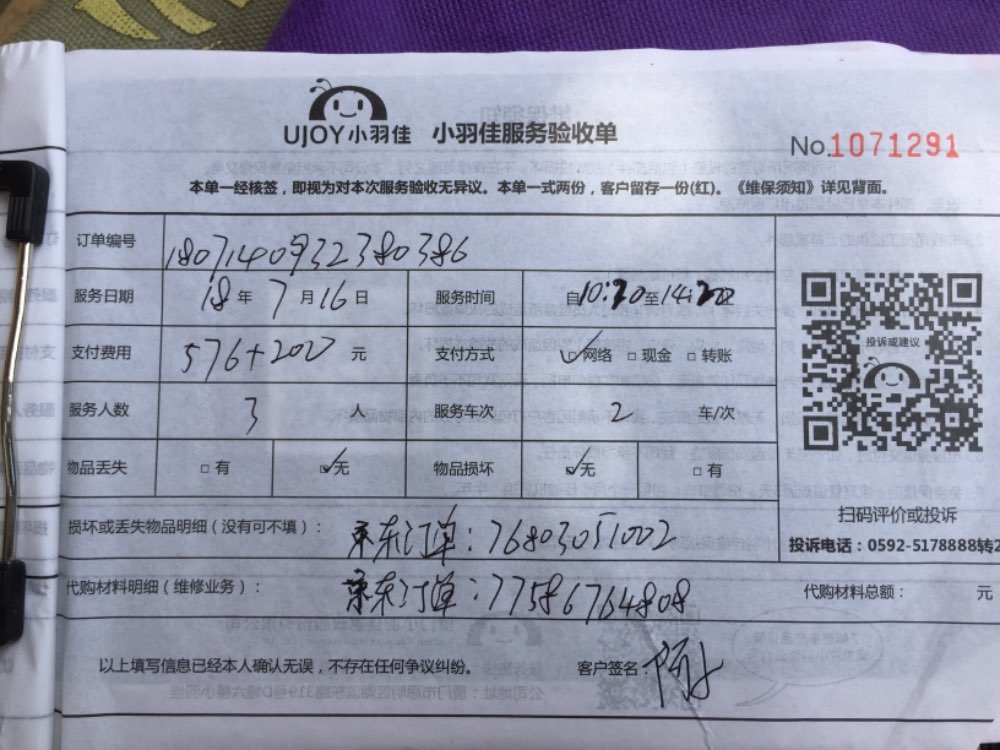 UJOY小羽佳 小羽佳服务验收单
No.1071291
本单一经核签，即视为对本次服务验收无异议。本单一式两份，客户留存一份(红)。《维保须知》详见背面。
订单编号 1807140932380386
服务日期 18年7月16日 服务时间 自10:20至14:20
支付费用 576+200元 支付方式 ☑网络 □现金 □转账
投诉或建议
服务人数 3人 服务车次 2车/次
物品丢失 □有 ☑无 物品损坏 ☑无 □有
扫码评价或投诉
损坏或丢失物品明细（没有可不填）： 京东订单：76803051002
投诉电话：0592-5178888转2
代购材料明细（维修业务）： 京东订单：77586764808 代购材料总额： 元
以上填写信息已经本人确认无误，不存在任何争议纠纷。 客户签名：